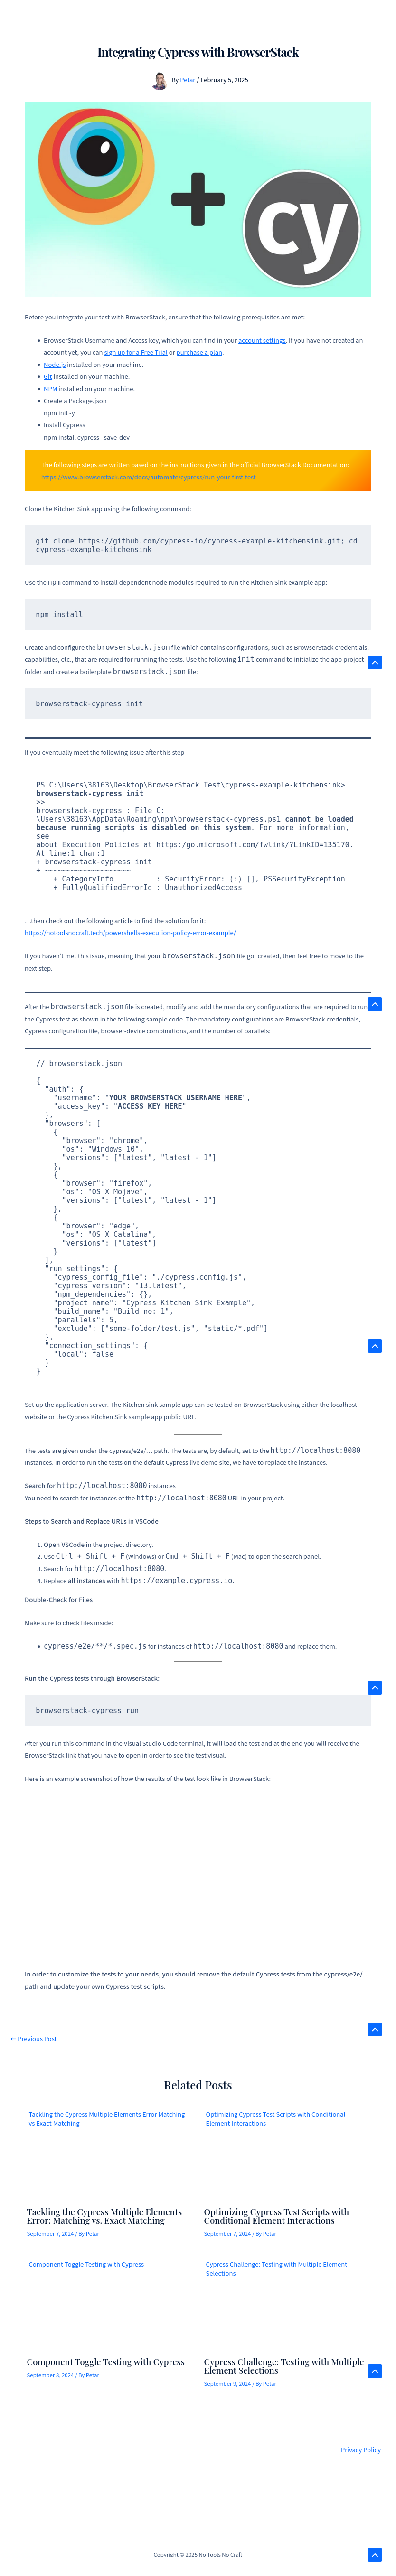 Integrating Cypress with BrowserStack
By Petar / February 5, 2025
cy
Before you integrate your test with BrowserStack, ensure that the following prerequisites are met:
BrowserStack Username and Access key, which you can find in your account settings. If you have not created an
account yet, you can sign up for a Free Trial or purchase a plan.
Node.js installed on your machine.
Git installed on your machine.
NPM installed on your machine.
Create a Package.json
npm init -y
Install Cypress
npm install cypress –save-dev
The following steps are written based on the instructions given in the official BrowserStack Documentation:
https://www.browserstack.com/docs/automate/cypress/run-your-first-test
Clone the Kitchen Sink app using the following command:
git clone https://github.com/cypress-io/cypress-example-kitchensink.git; cd
cypress-example-kitchensink
Use the npm command to install dependent node modules required to run the Kitchen Sink example app:
npm install
Create and configure the browserstack.json file which contains configurations, such as BrowserStack credentials,
capabilities, etc., that are required for running the tests. Use the following init command to initialize the app project
folder and create a boilerplate browserstack.json file:
browserstack-cypress init
If you eventually meet the following issue after this step
PS C:\Users\38163\Desktop\BrowserStack Test\cypress-example-kitchensink>
browserstack-cypress init
>>
browserstack-cypress : File C:
\Users\38163\AppData\Roaming\npm\browserstack-cypress.ps1 cannot be loaded
because running scripts is disabled on this system. For more information,
see
about_Execution_Policies at https:/go.microsoft.com/fwlink/?LinkID=135170.
At line:1 char:1
+ browserstack-cypress init
+ ~~~~~~~~~~~~~~~~~~~~
+ CategoryInfo          : SecurityError: (:) [], PSSecurityException
+ FullyQualifiedErrorId : UnauthorizedAccess
…then check out the following article to find the solution for it:
https://notoolsnocraft.tech/powershells-execution-policy-error-example/
If you haven't met this issue, meaning that your browserstack.json file got created, then feel free to move to the
next step.
After the browserstack.json file is created, modify and add the mandatory configurations that are required to run
the Cypress test as shown in the following sample code. The mandatory configurations are BrowserStack credentials,
Cypress configuration file, browser-device combinations, and the number of parallels:
// browserstack.json
{
"auth": {
"username": "YOUR BROWSERSTACK USERNAME HERE",
"access_key": "ACCESS KEY HERE"
},
"browsers": [
{
"browser": "chrome",
"os": "Windows 10",
"versions": ["latest", "latest - 1"]
},
{
"browser": "firefox",
"os": "OS X Mojave",
"versions": ["latest", "latest - 1"]
},
{
"browser": "edge",
"os": "OS X Catalina",
"versions": ["latest"]
}
],
"run_settings": {
"cypress_config_file": "./cypress.config.js",
"cypress_version": "13.latest",
"npm_dependencies": {},
"project_name": "Cypress Kitchen Sink Example",
"build_name": "Build no: 1",
"parallels": 5,
"exclude": ["some-folder/test.js", "static/*.pdf"]
},
"connection_settings": {
"local": false
}
}
Set up the application server. The Kitchen sink sample app can be tested on BrowserStack using either the localhost
website or the Cypress Kitchen Sink sample app public URL.
The tests are given under the cypress/e2e/… path. The tests are, by default, set to the http://localhost:8080
Instances. In order to run the tests on the default Cypress live demo site, we have to replace the instances.
Search for http://localhost:8080 instances
You need to search for instances of the http://localhost:8080 URL in your project.
Steps to Search and Replace URLs in VSCode
1. Open VSCode in the project directory.
2. Use Ctrl + Shift + F (Windows) or Cmd + Shift + F (Mac) to open the search panel.
3. Search for http://localhost:8080.
4. Replace all instances with https://example.cypress.io.
Double-Check for Files
Make sure to check files inside:
cypress/e2e/**/*.spec.js for instances of http://localhost:8080 and replace them.
Run the Cypress tests through BrowserStack:
browserstack-cypress run
After you run this command in the Visual Studio Code terminal, it will load the test and at the end you will receive the
BrowserStack link that you have to open in order to see the test visual.
Here is an example screenshot of how the results of the test look like in BrowserStack:
In order to customize the tests to your needs, you should remove the default Cypress tests from the cypress/e2e/…
path and update your own Cypress test scripts.
← Previous Post
Related Posts
Tackling the Cypress Multiple Elements Error Matching
vs Exact Matching
Tackling the Cypress Multiple Elements
Error: Matching vs. Exact Matching
September 7, 2024 / By Petar
Optimizing Cypress Test Scripts with Conditional
Element Interactions
Optimizing Cypress Test Scripts with
Conditional Element Interactions
September 7, 2024 / By Petar
Component Toggle Testing with Cypress
Component Toggle Testing with Cypress
September 8, 2024 / By Petar
Cypress Challenge: Testing with Multiple Element
Selections
Cypress Challenge: Testing with Multiple
Element Selections
September 9, 2024 / By Petar
Privacy Policy
Copyright © 2025 No Tools No Craft